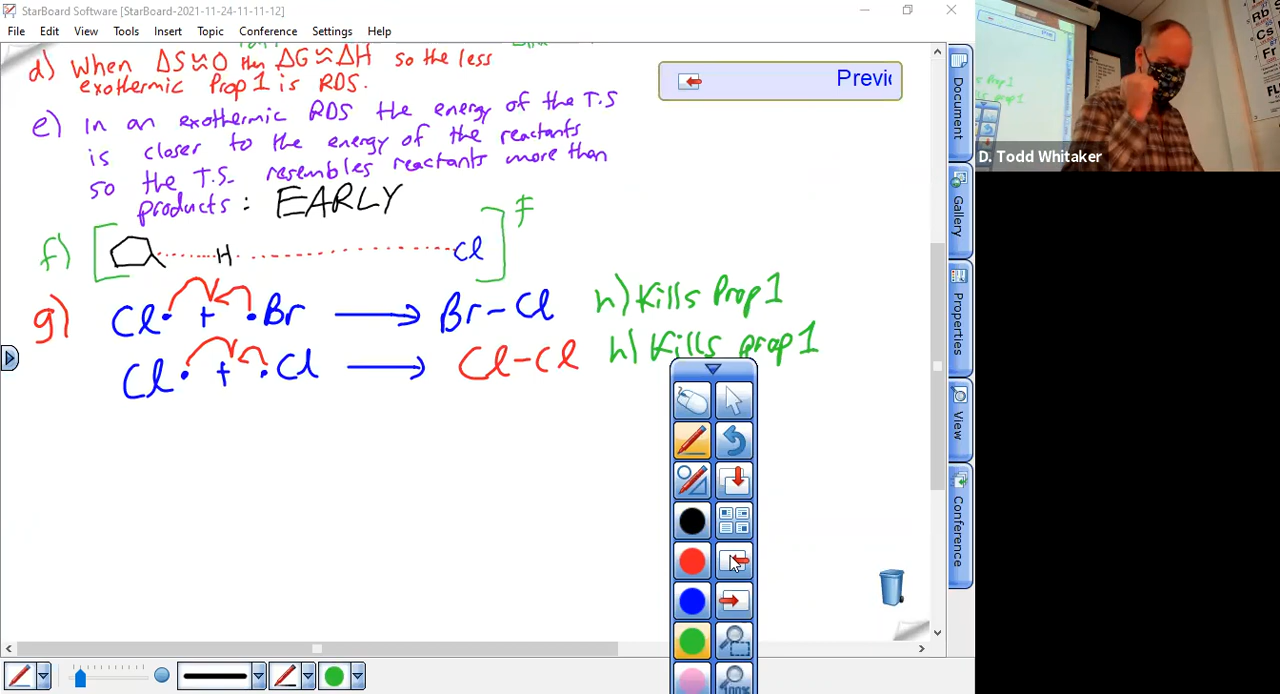 StarBoard Software [StarBoard-2021-11-24-11-11-12]
File Edit View Tools Insert Topic Conference Settings Help
d) When ΔS≈0 then ΔG≈ΔH so the less
exothermic Prop 1 is RDS.
e) In an exothermic RDS the energy of the T.S
is closer to the energy of the reactants
so the T.S. resembles reactants more than
products: EARLY
f) [ H Cl ]‡
g) Cl• + •Br → Br-Cl h) Kills Prop 1
Cl• + •Cl → Cl-Cl h) Kills prop 1
Previ
100%
Document
Gallery
Properties
View
Conference
D. Todd Whitaker
Rb
Cs
Fr